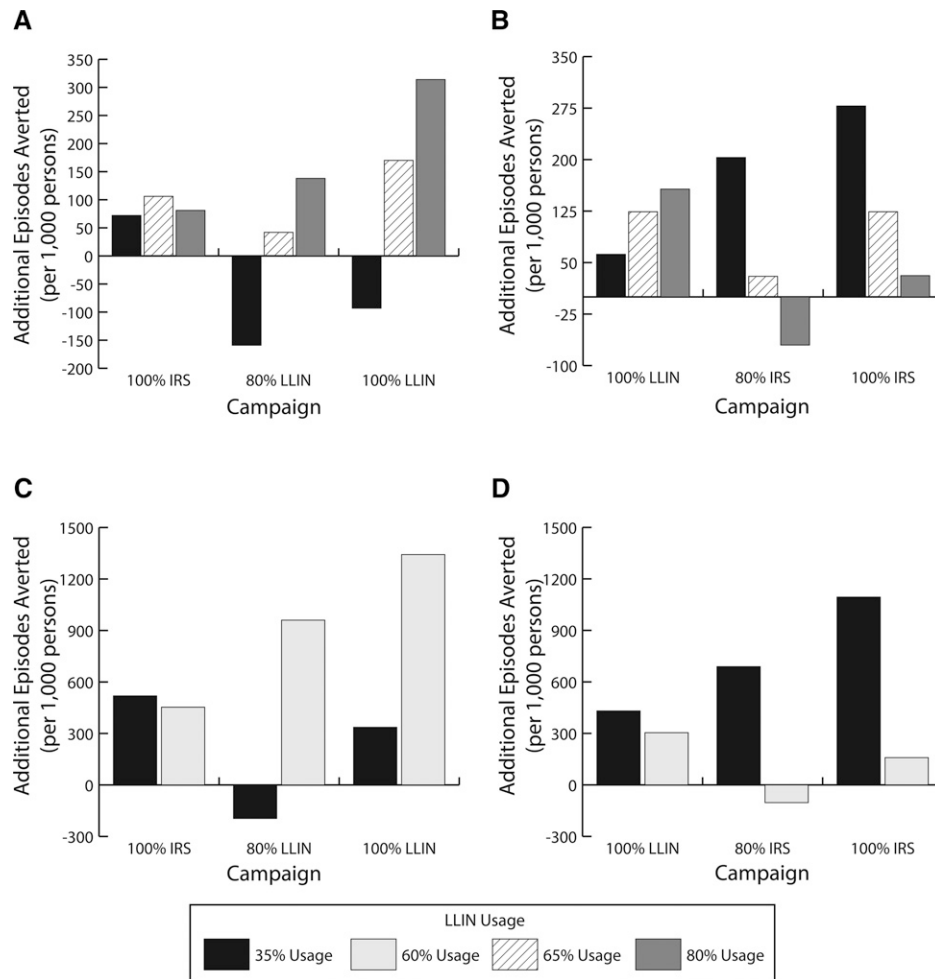 A
Additional Episodes Averted
(per 1,000 persons)
350
300
250
200
150
100
50
0
-50
-100
-150
-200
100% IRS 80% LLIN 100% LLIN
Campaign
B
Additional Episodes Averted
(per 1,000 persons)
350
275
200
125
50
-25
-100
100% LLIN 80% IRS 100% IRS
Campaign
C
Additional Episodes Averted
(per 1,000 persons)
1500
1200
900
600
300
0
-300
100% IRS 80% LLIN 100% LLIN
Campaign
D
Additional Episodes Averted
(per 1,000 persons)
1500
1200
900
600
300
0
-300
100% LLIN 80% IRS 100% IRS
Campaign
LLIN Usage
35% Usage 60% Usage 65% Usage 80% Usage